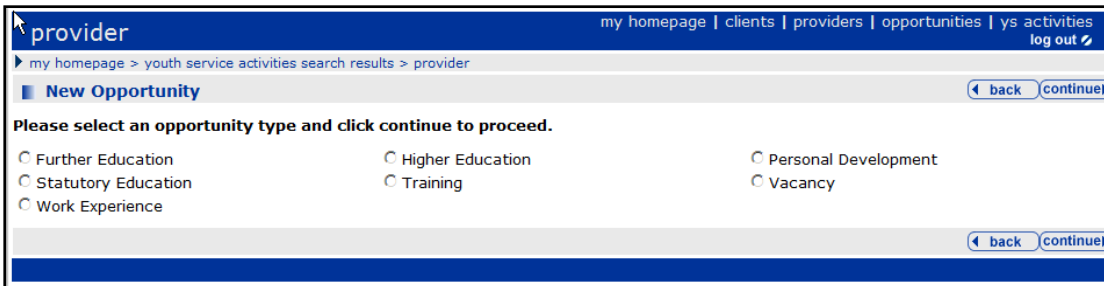 provider my homepage | clients | providers | opportunities | ys activities
log out
my homepage > youth service activities search results > provider
New Opportunity back continue
Please select an opportunity type and click continue to proceed.
Further Education Higher Education Personal Development
Statutory Education Training Vacancy
Work Experience
back continue